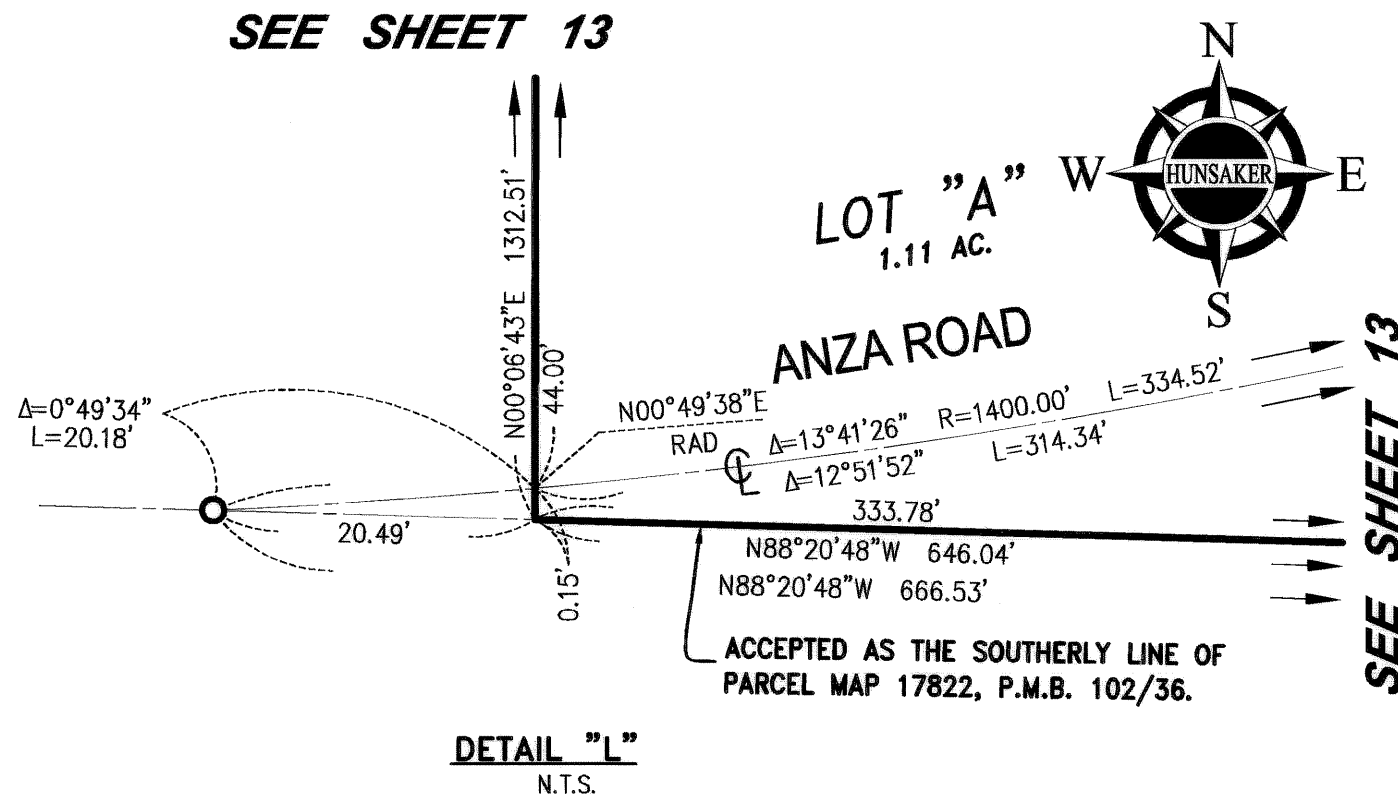 SEE SHEET 13
N
W
HUNSAKER
E
S
LOT "A"
1.11 AC.
N00°06'43"E 1312.51'
44.00'
ANZA ROAD
SEE SHEET 13
Δ=0°49'34"
L=20.18'
N00°49'38"E
RAD
℄
Δ=13°41'26" R=1400.00' L=334.52'
Δ=12°51'52" L=314.34'
20.49'
333.78'
N88°20'48"W 646.04'
N88°20'48"W 666.53'
0.15'
ACCEPTED AS THE SOUTHERLY LINE OF
PARCEL MAP 17822, P.M.B. 102/36.
DETAIL "L"
N.T.S.